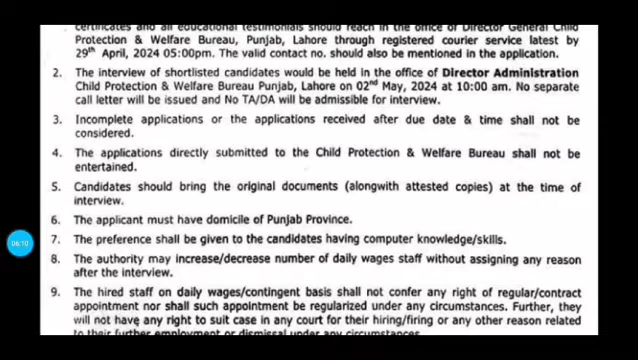 certificates and all educational testimonials should reach in the office of Director General Child
Protection & Welfare Bureau, Punjab, Lahore through registered courier service latest by
29th April, 2024 05:00pm. The valid contact no. should also be mentioned in the application.
2. The interview of shortlisted candidates would be held in the office of Director Administration
Child Protection & Welfare Bureau Punjab, Lahore on 02nd May, 2024 at 10:00 am. No separate
call letter will be issued and No TA/DA will be admissible for interview.
3. Incomplete applications or the applications received after due date & time shall not be
considered.
4. The applications directly submitted to the Child Protection & Welfare Bureau shall not be
entertained.
5. Candidates should bring the original documents (alongwith attested copies) at the time of
interview.
6. The applicant must have domicile of Punjab Province.
7. The preference shall be given to the candidates having computer knowledge/skills.
8. The authority may increase/decrease number of daily wages staff without assigning any reason
after the interview.
9. The hired staff on daily wages/contingent basis shall not confer any right of regular/contract
appointment nor shall such appointment be regularized under any circumstances. Further, they
will not have any right to suit case in any court for their hiring/firing or any other reason related
to their further employment or dismissal under any circumstances.
06:10